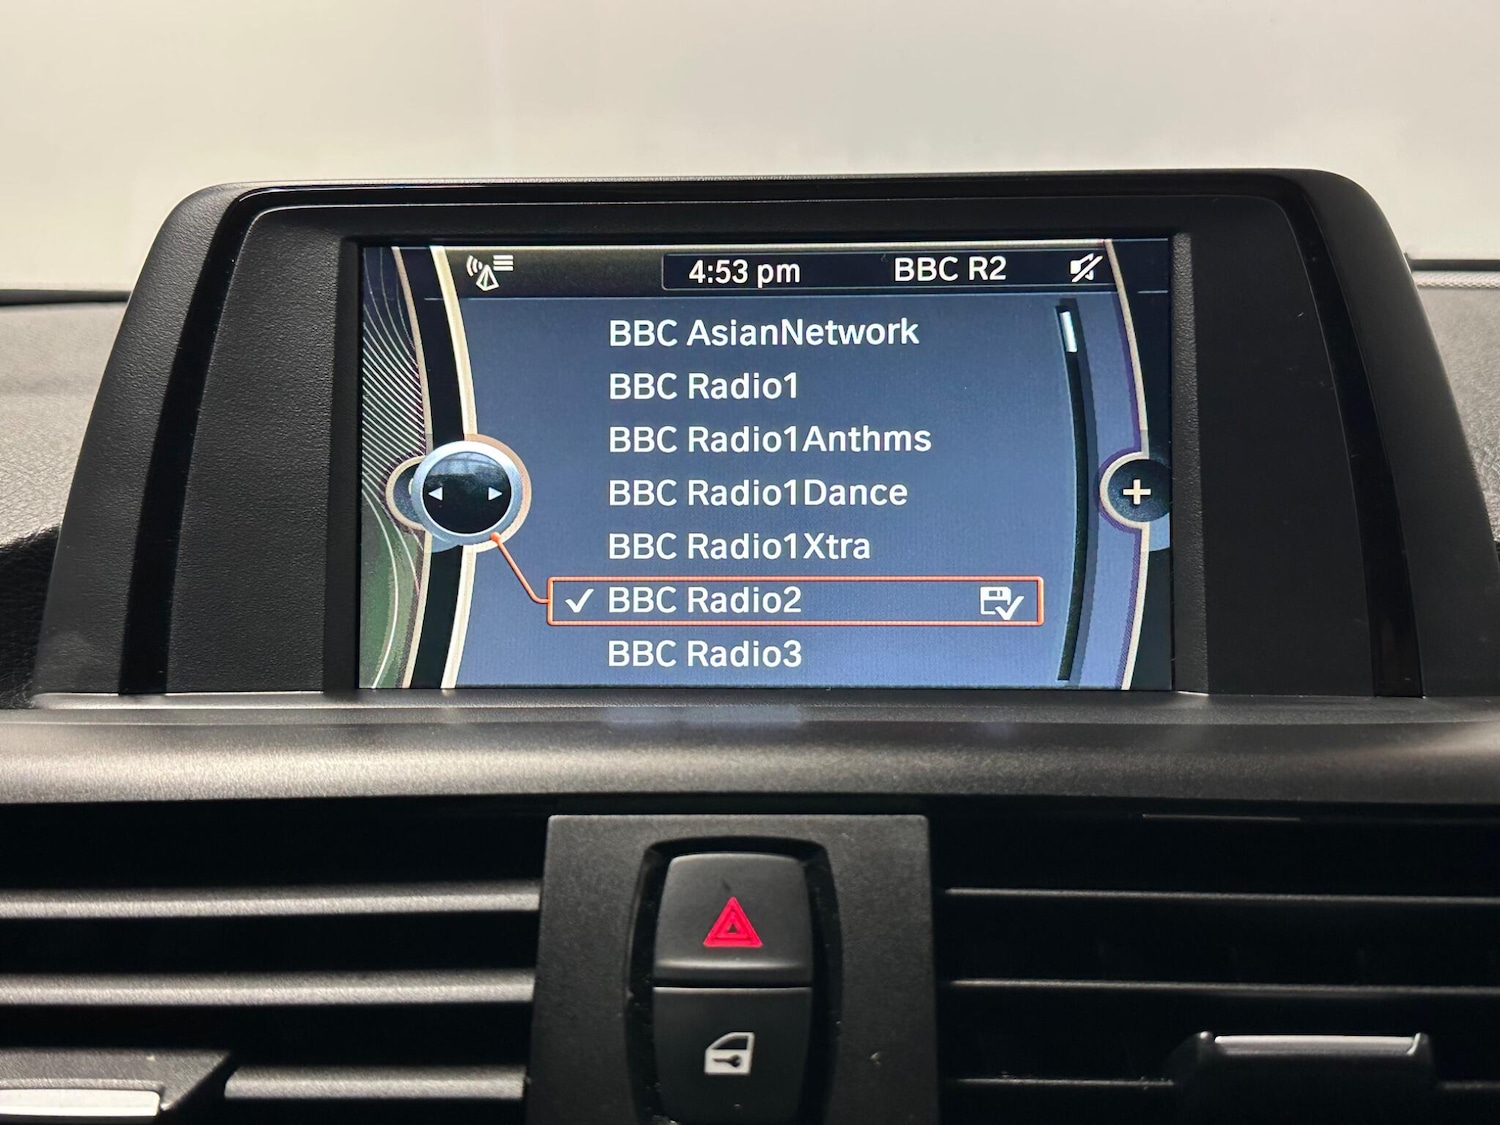 4:53 pm BBC R2
BBC AsianNetwork
BBC Radio1
BBC Radio1Anthms
BBC Radio1Dance
BBC Radio1Xtra
BBC Radio2
BBC Radio3